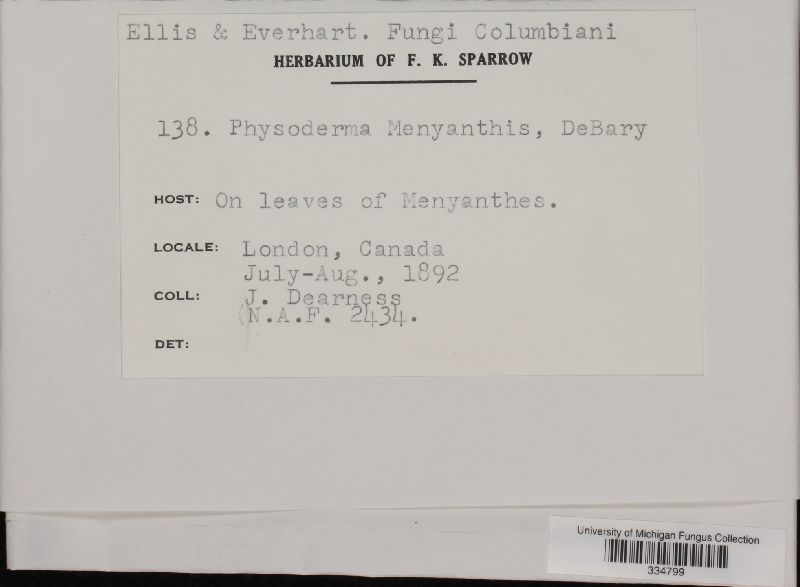 Ellis & Everhart. Fungi Columbiani
HERBARIUM OF F. K. SPARROW
138. Physoderma Menyanthis, DeBary
HOST: On leaves of Menyanthes.
LOCALE: London, Canada
July-Aug., 1892
COLL: J. Dearness
(N.A.F. 2434.
DET:
University of Michigan Fungus Collection
334799